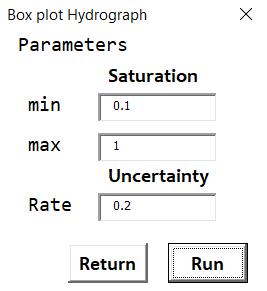 Box plot Hydrograph
Parameters
Saturation
min 0.1
max 1
Uncertainty
Rate 0.2
Return Run